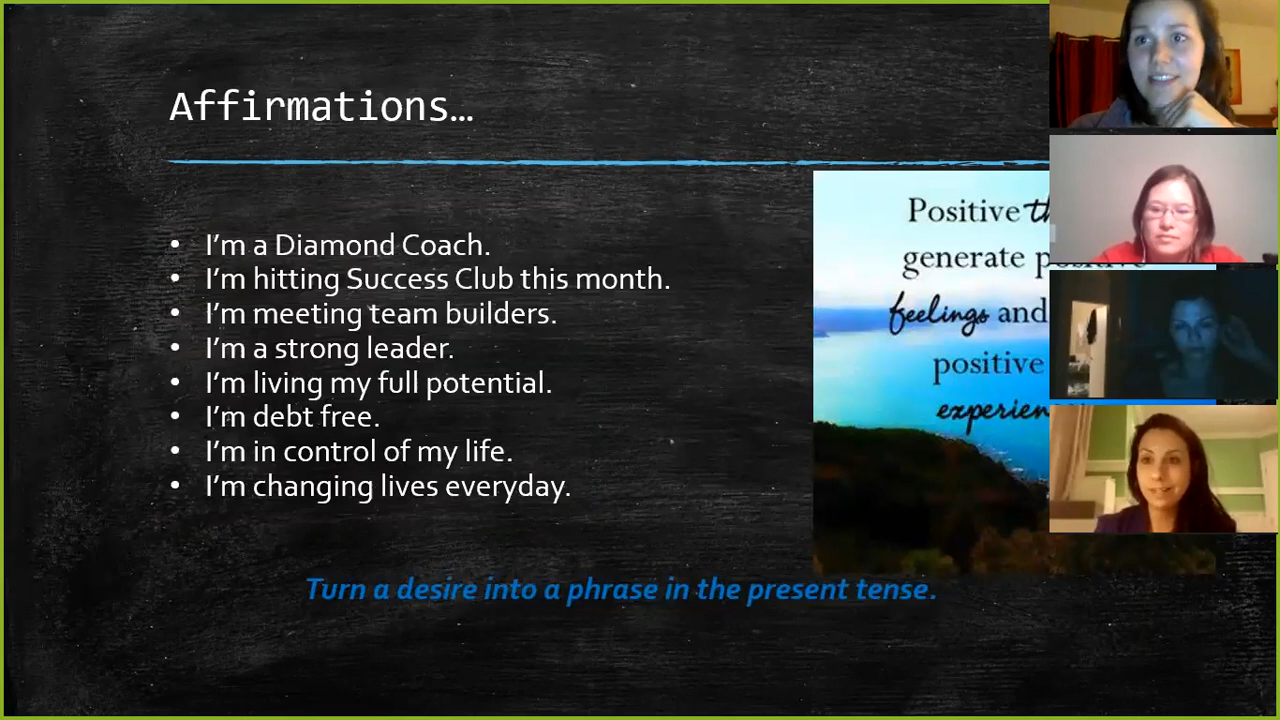 Affirmations…
• I'm a Diamond Coach.
• I'm hitting Success Club this month.
• I'm meeting team builders.
• I'm a strong leader.
• I'm living my full potential.
• I'm debt free.
• I'm in control of my life.
• I'm changing lives everyday.
Positive
generate positive
feelings and
positive
Turn a desire into a phrase in the present tense.